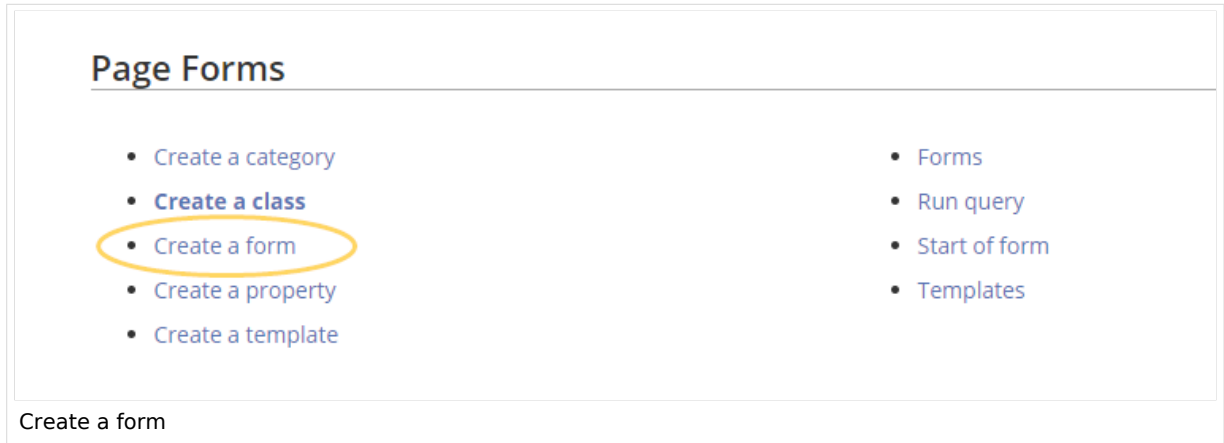 Page Forms
Create a category
Create a class
Create a form
Create a property
Create a template
Forms
Run query
Start of form
Templates
Create a form